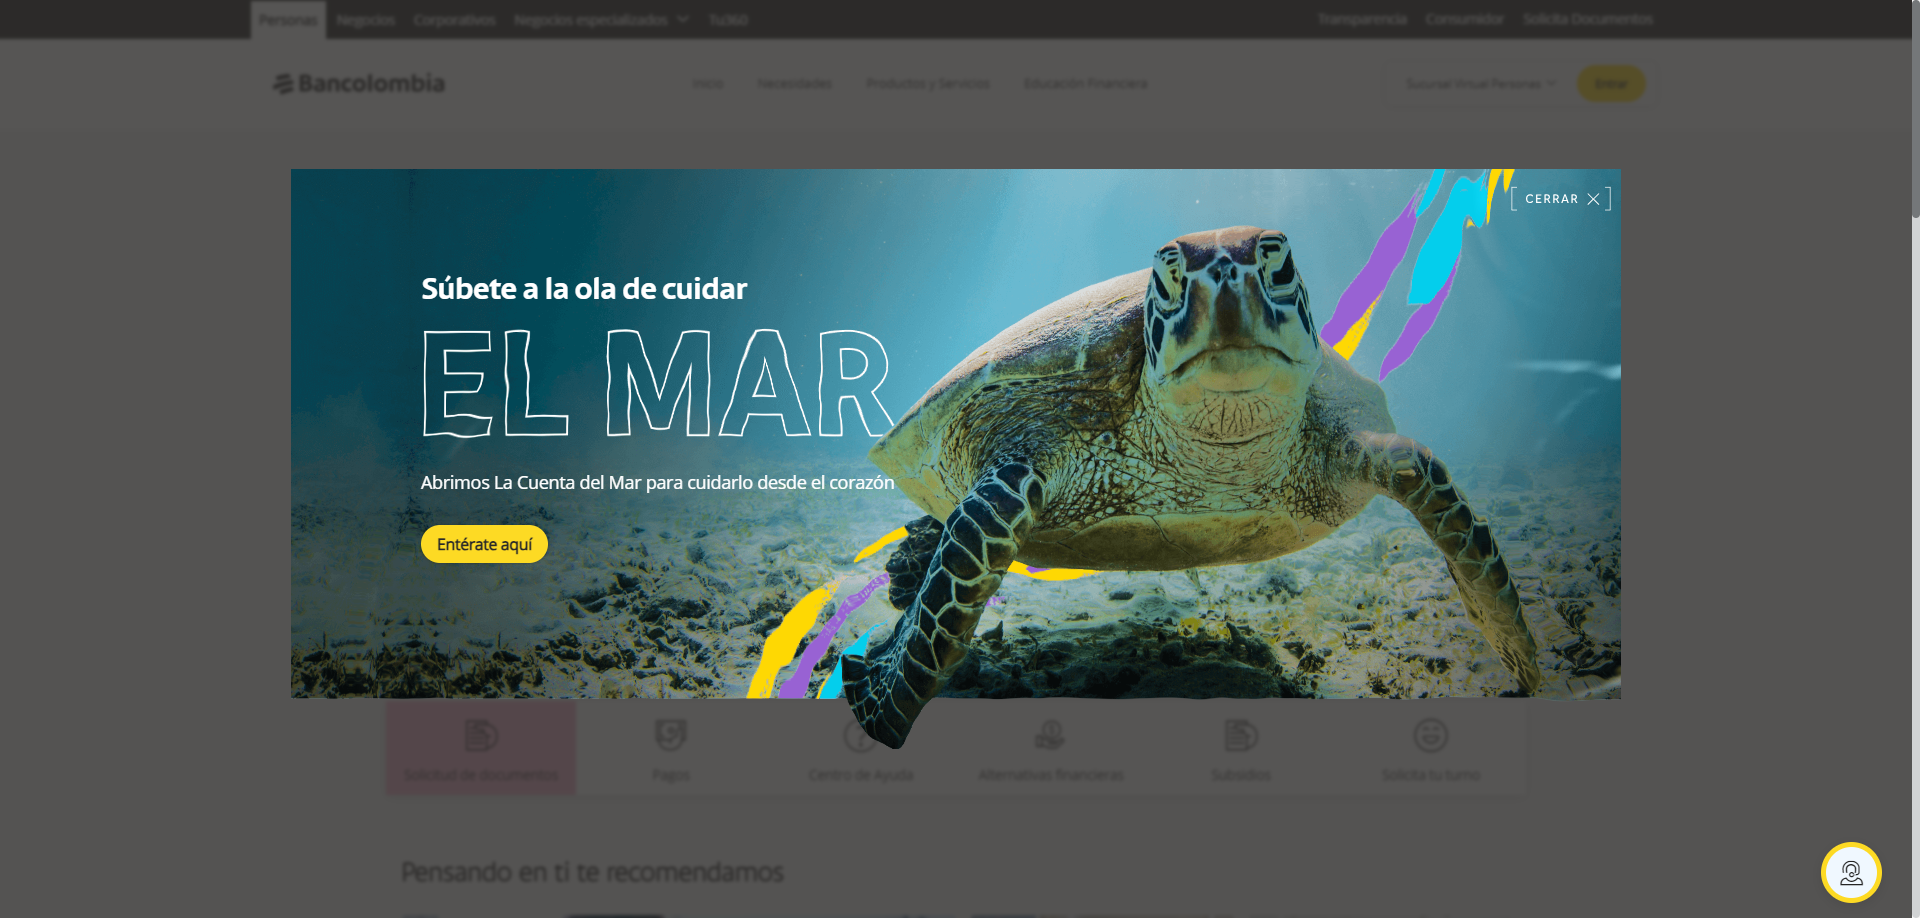 Personas Negocios Corporativos Negocios especializados Tu360 Transparencia Consumidor Solicita Documentos
Bancolombia Inicio Necesidades Productos y Servicios Educación Financiera Sucursal Virtual Personas Entrar
CERRAR
Súbete a la ola de cuidar
EL MAR
Abrimos La Cuenta del Mar para cuidarlo desde el corazón
Entérate aquí
Solicitud de documentos Pagos Centro de Ayuda Alternativas financieras Subsidios Solicita tu turno
Pensando en ti te recomendamos